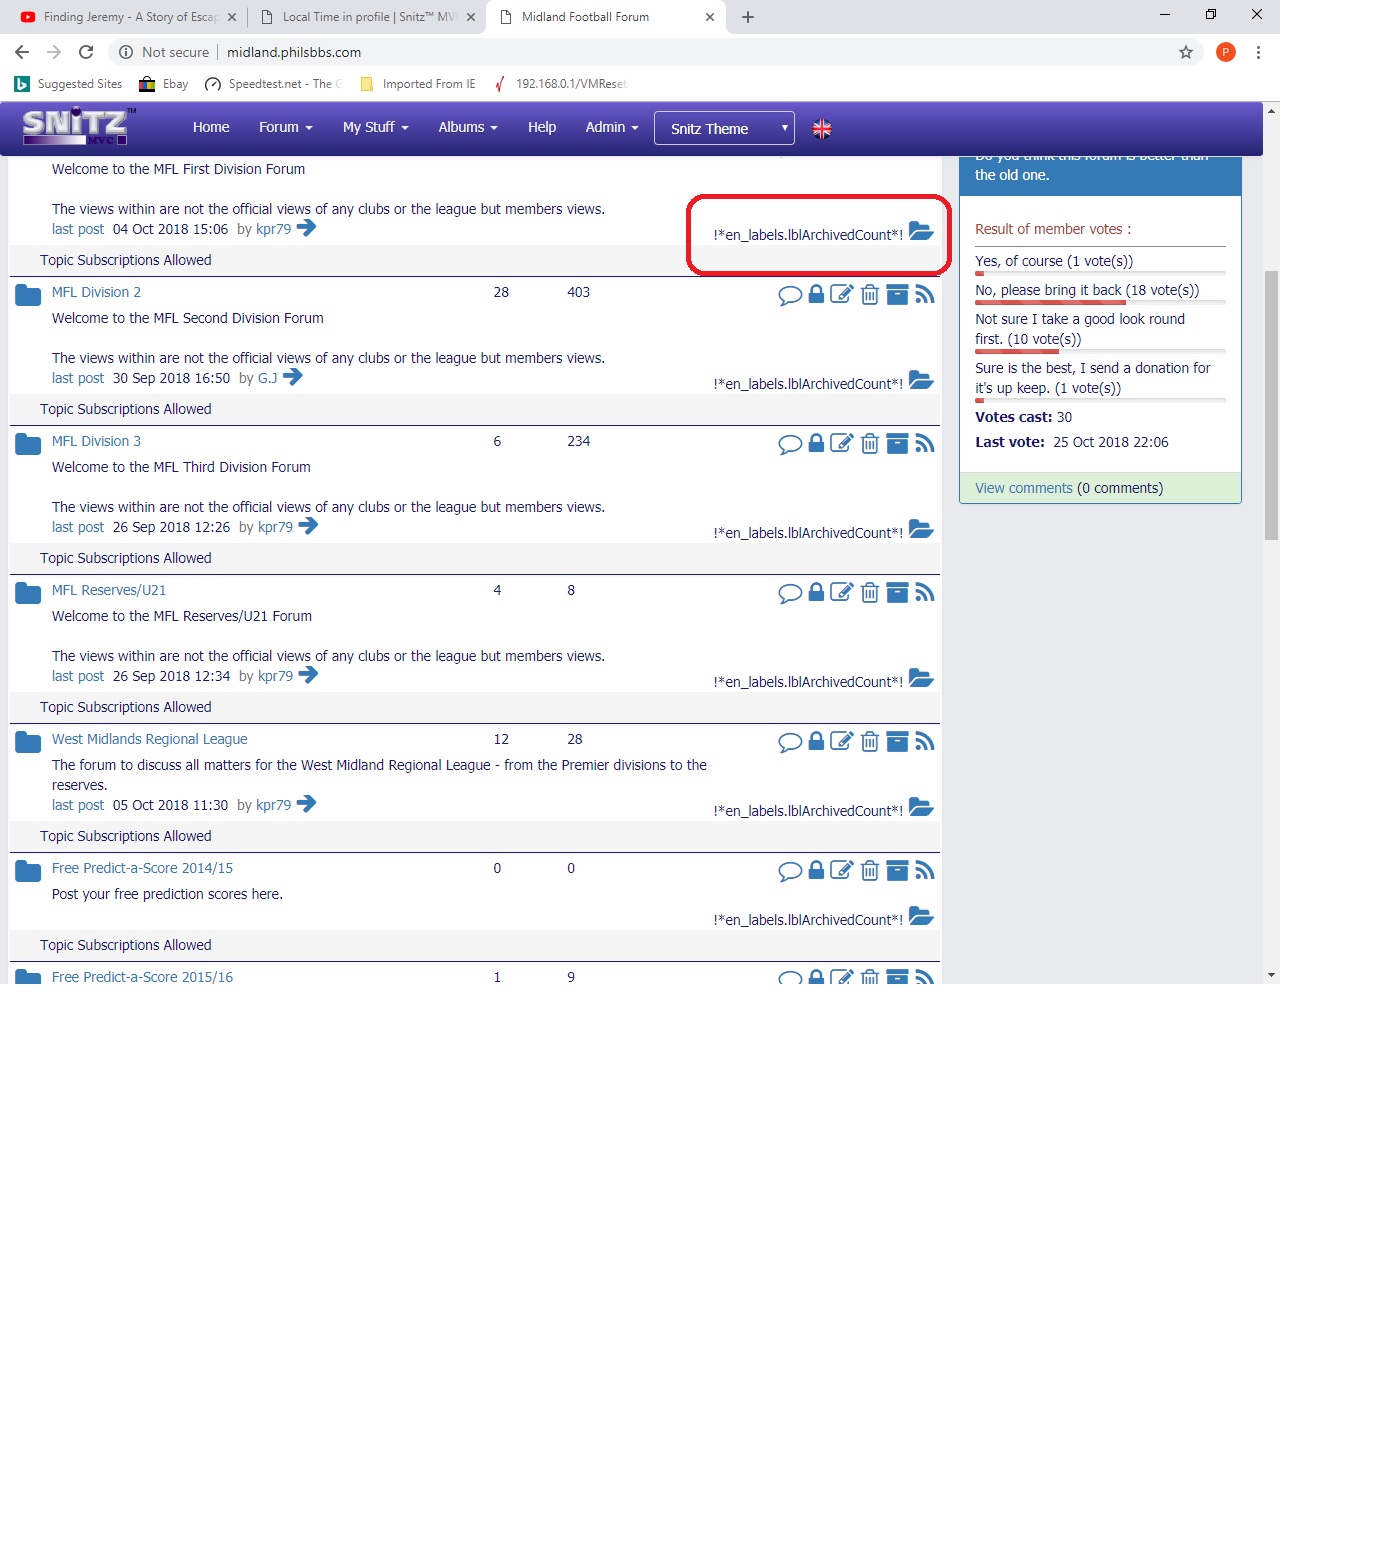 Finding Jeremy - A Story of Escap
Local Time in profile | Snitz™ MV
Midland Football Forum
Not secure
midland.philsbbs.com
P
Suggested Sites
Ebay
Speedtest.net - The G
Imported From IE
192.168.0.1/VMReset
SNiTZ™
MVC
Home
Forum
My Stuff
Albums
Help
Admin
Snitz Theme
Welcome to the MFL First Division Forum
The views within are not the official views of any clubs or the league but members views.
last post 04 Oct 2018 15:06 by kpr79
!*en_labels.lblArchivedCount*!
Topic Subscriptions Allowed
MFL Division 2 28 403
Welcome to the MFL Second Division Forum
The views within are not the official views of any clubs or the league but members views.
last post 30 Sep 2018 16:50 by G.J
!*en_labels.lblArchivedCount*!
Topic Subscriptions Allowed
MFL Division 3 6 234
Welcome to the MFL Third Division Forum
The views within are not the official views of any clubs or the league but members views.
last post 26 Sep 2018 12:26 by kpr79
!*en_labels.lblArchivedCount*!
Topic Subscriptions Allowed
MFL Reserves/U21 4 8
Welcome to the MFL Reserves/U21 Forum
The views within are not the official views of any clubs or the league but members views.
last post 26 Sep 2018 12:34 by kpr79
!*en_labels.lblArchivedCount*!
Topic Subscriptions Allowed
West Midlands Regional League 12 28
The forum to discuss all matters for the West Midland Regional League - from the Premier divisions to the
reserves.
last post 05 Oct 2018 11:30 by kpr79
!*en_labels.lblArchivedCount*!
Topic Subscriptions Allowed
Free Predict-a-Score 2014/15 0 0
Post your free prediction scores here.
!*en_labels.lblArchivedCount*!
Topic Subscriptions Allowed
Free Predict-a-Score 2015/16 1 9
Do you think this forum is better than
the old one.
Result of member votes :
Yes, of course (1 vote(s))
No, please bring it back (18 vote(s))
Not sure I take a good look round
first. (10 vote(s))
Sure is the best, I send a donation for
it's up keep. (1 vote(s))
Votes cast: 30
Last vote: 25 Oct 2018 22:06
View comments (0 comments)